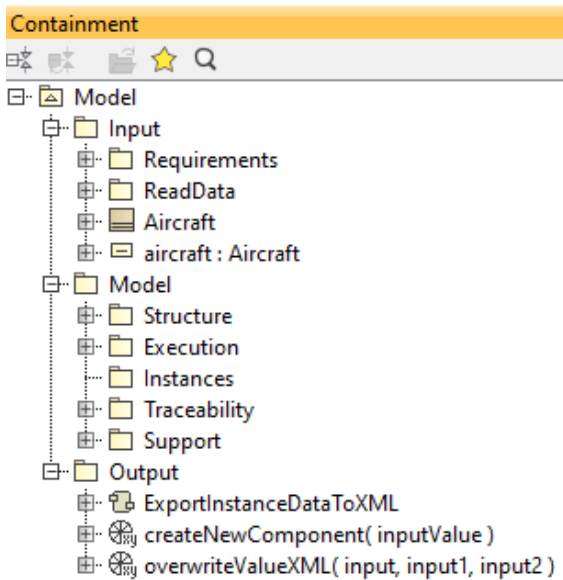 Containment
Model
Input
Requirements
ReadData
Aircraft
aircraft : Aircraft
Model
Structure
Execution
Instances
Traceability
Support
Output
ExportInstanceDataToXML
createNewComponent( inputValue )
overwriteValueXML( input, input1, input2 )